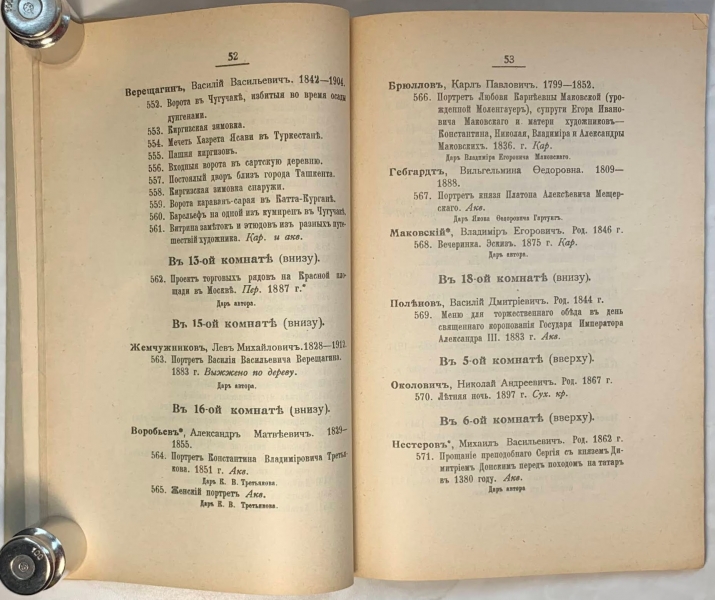 52
Верещагинъ, Василій Васильевичъ. 1842—1904.
552. Ворота въ Чугучакѣ, избитыя во время осады
дунгенами.
553. Киргизская зимовка.
554. Мечеть Хазрета Ясави въ Туркестанѣ.
555. Пашня киргизовъ.
556. Входныя ворота въ сартскую деревню.
557. Постоялый дворъ близъ города Ташкента.
558. Киргизская зимовка снаружи.
559. Ворота караванъ-сарая въ Катта-Курганѣ.
560. Барельефъ на одной изъ кумиренъ въ Чугучакѣ.
561. Витрина замѣтокъ и этюдовъ изъ разныхъ путе-
шествій художника. Кар. и акв.
Въ 13-ой комнатѣ (внизу).
562. Проектъ торговыхъ рядовъ на Красной пло-
щади въ Москвѣ. Пер. 1887 г.*
Даръ автора.
Въ 15-ой комнатѣ (внизу).
Жемчужниковъ, Левъ Михайловичъ. 1828—1912.
563. Портретъ Василія Васильевича Верещагина.
1883 г. Выжжено по дереву.
Даръ автора.
Въ 16-ой комнатѣ (внизу).
Воробьевъ*, Александръ Матвѣевичъ. 1829—
1855.
564. Портретъ Константина Владиміровича Третья-
кова. 1851 г. Акв.
Даръ К. В. Третьякова.
565. Женскій портретъ Акв.
Даръ К. В. Третьякова.
53
Брюлловъ, Карлъ Павловичъ. 1799—1852.
566. Портретъ Любови Карнѣевны Маковской (уро-
жденной Моленгауеръ), супруги Егора Ивано-
вича Маковскаго и матери художниковъ—
Константина, Николая, Владиміра и Александры
Маковскихъ. 1836. г. Кар.
Даръ Владиміра Егоровича Маковскаго.
Гебгардтъ, Вильгельмина Ѳедоровна. 1809—
1888.
567. Портретъ князя Платона Алексѣевича Мещер-
скаго. Акв.
Маковскій*, Владиміръ Егоровичъ. Род. 1846 г.
568. Вечеринка. Эскизъ. 1875 г. Кар.
Даръ автора.
Въ 18-ой комнатѣ (внизу).
Полѣновъ, Василій Дмитріевичъ. Род. 1844 г.
569. Меню для торжественнаго обѣда въ день
священнаго коронованія Государя Императора
Александра III. 1883 г. Акв.
Въ 5-ой комнатѣ (вверху).
Околовичъ, Николай Андреевичъ. Род. 1867 г.
570. Лѣтняя ночь. 1897 г. Сух. кр.
Въ 6-ой комнатѣ (вверху).
Нестеровъ*, Михаилъ Васильевичъ. Род. 1862 г.
571. Прощаніе преподобнаго Сергія съ княземъ Ди-
митріемъ Донскимъ передъ походомъ на татаръ
въ 1380 году. Акв.
Даръ автора